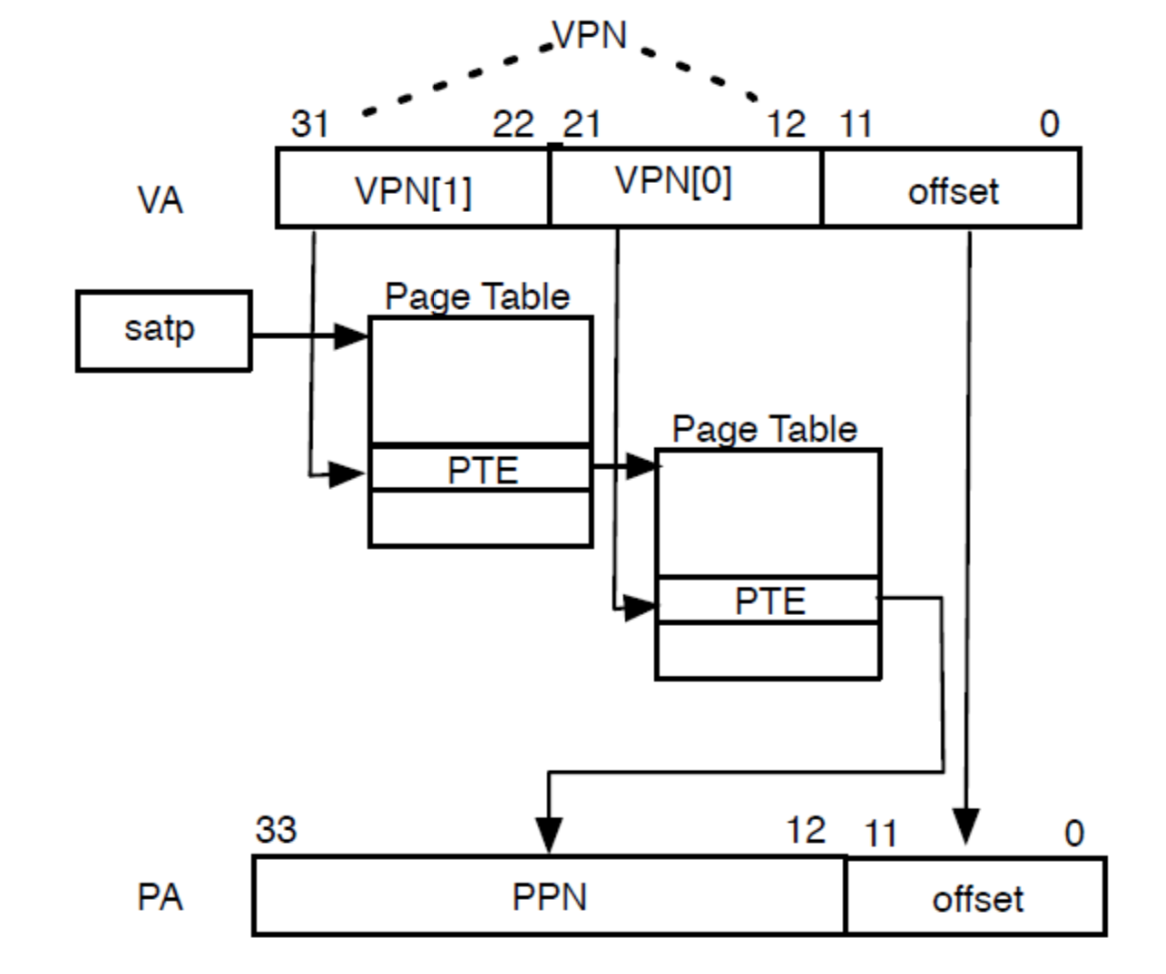 VPN
31 22 21 12 11 0
VA VPN[1] VPN[0] offset
Page Table
satp
Page Table
PTE
PTE
33 12 11 0
PA PPN offset